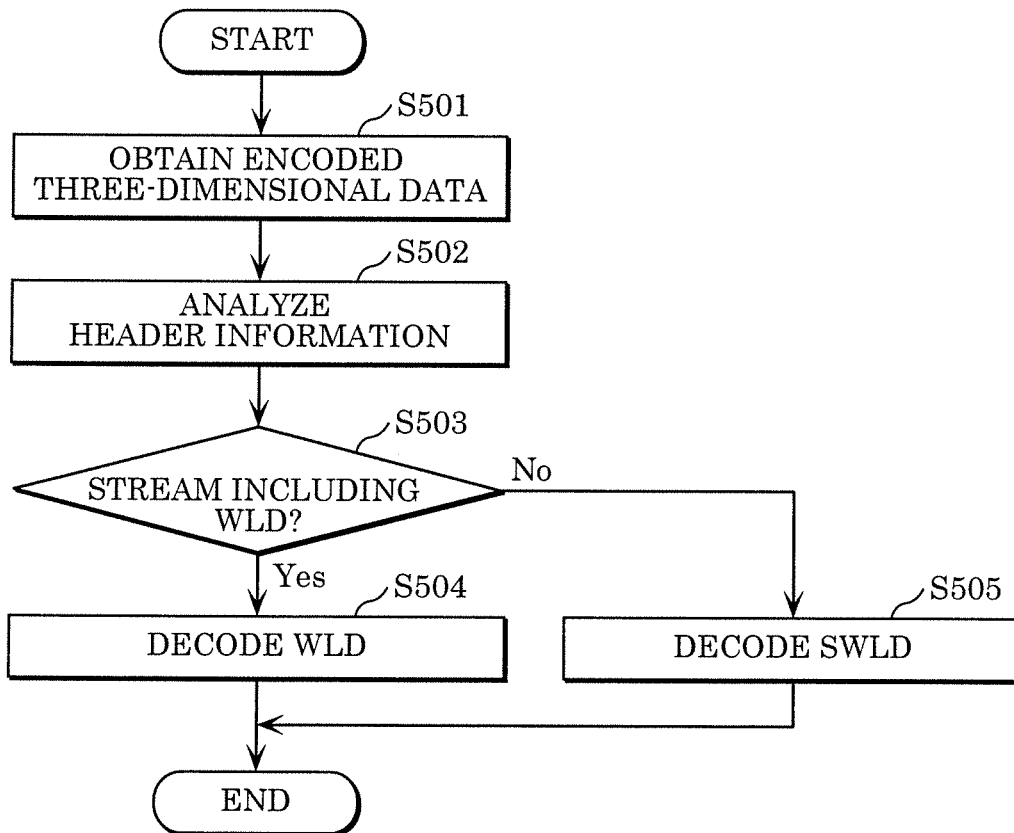 START
S501
OBTAIN ENCODED
THREE-DIMENSIONAL DATA
S502
ANALYZE
HEADER INFORMATION
S503
STREAM INCLUDING
WLD?
No
Yes
S504
DECODE WLD
S505
DECODE SWLD
END